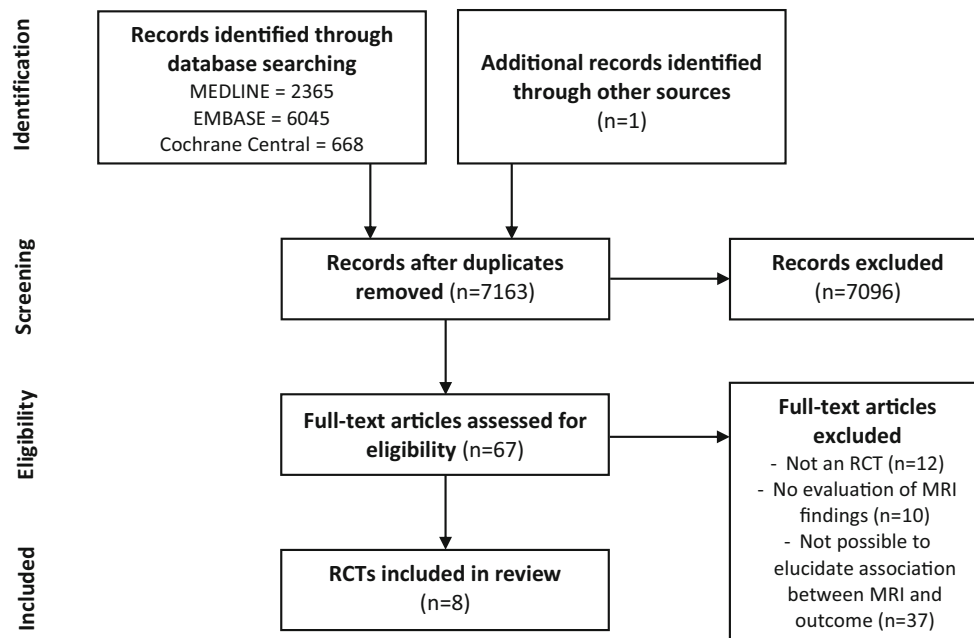 Identification
Records identified through
database searching
MEDLINE = 2365
EMBASE = 6045
Cochrane Central = 668
Additional records identified
through other sources
(n=1)
Screening
Records after duplicates
removed (n=7163)
Records excluded
(n=7096)
Eligibility
Full-text articles assessed for
eligibility (n=67)
Full-text articles
excluded
- Not an RCT (n=12)
- No evaluation of MRI
findings (n=10)
- Not possible to
elucidate association
between MRI and
outcome (n=37)
Included
RCTs included in review
(n=8)